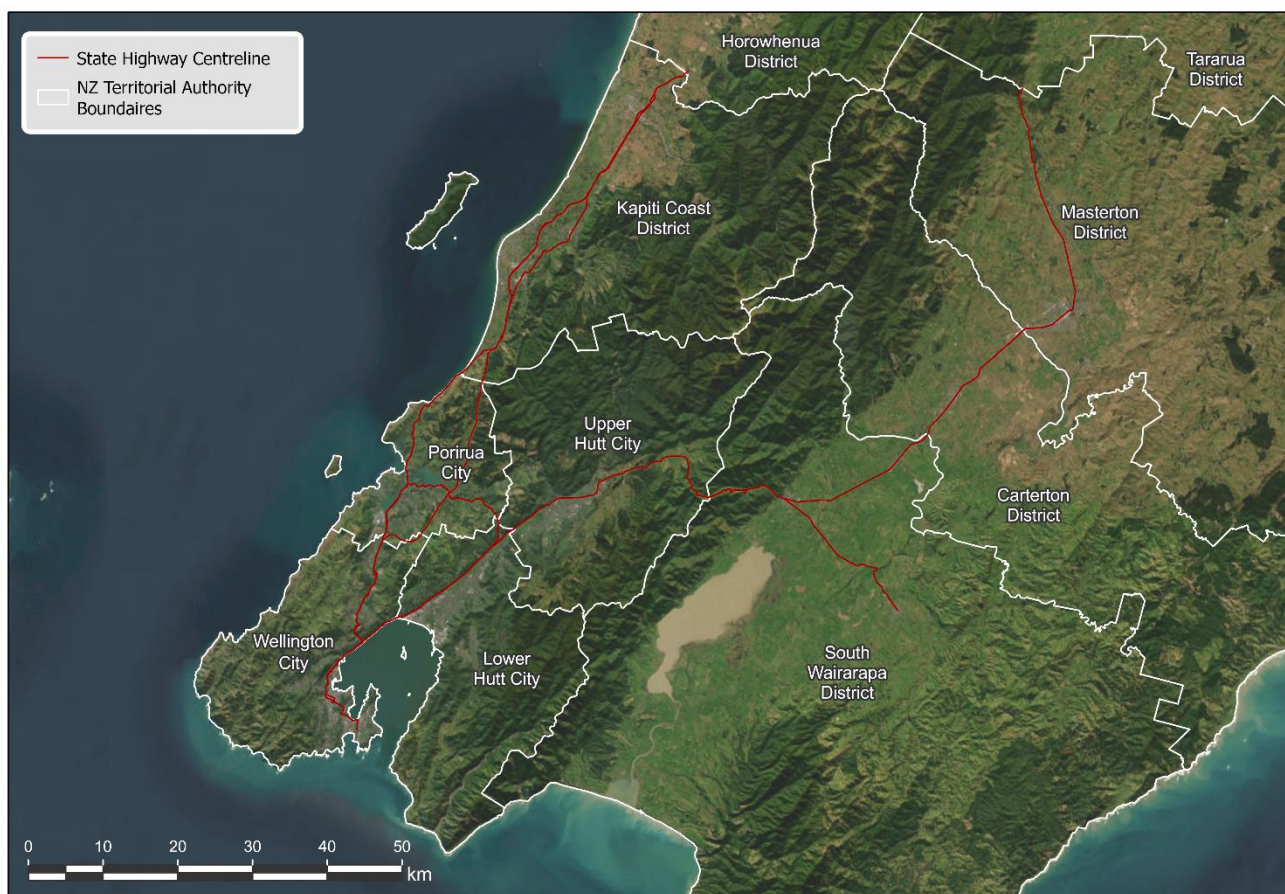 State Highway Centreline
NZ Territorial Authority
Boundaires
Horowhenua
District
Tararua
District
Kapiti Coast
District
Masterton
District
Upper
Hutt City
Porirua
City
Carterton
District
Wellington
City
Lower
Hutt City
South
Wairarapa
District
0 10 20 30 40 50
km